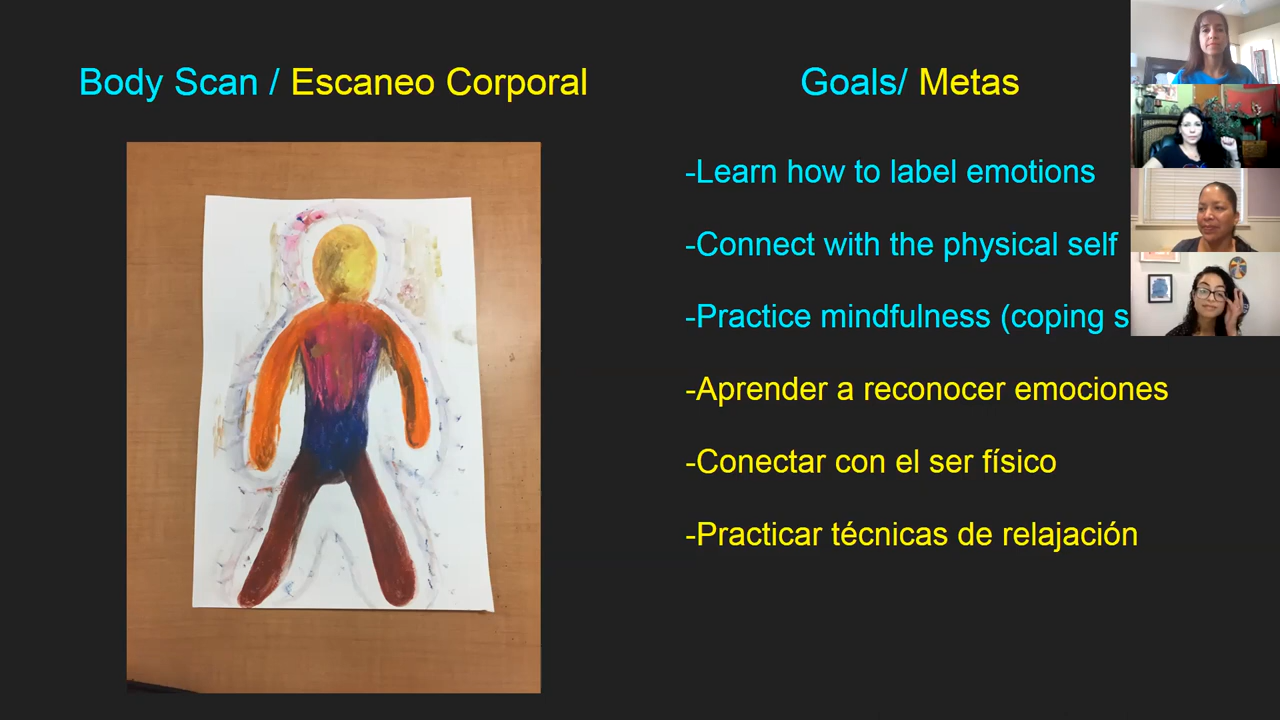 Body Scan / Escaneo Corporal
Goals/ Metas
-Learn how to label emotions
-Connect with the physical self
-Practice mindfulness (coping s
-Aprender a reconocer emociones
-Conectar con el ser físico
-Practicar técnicas de relajación